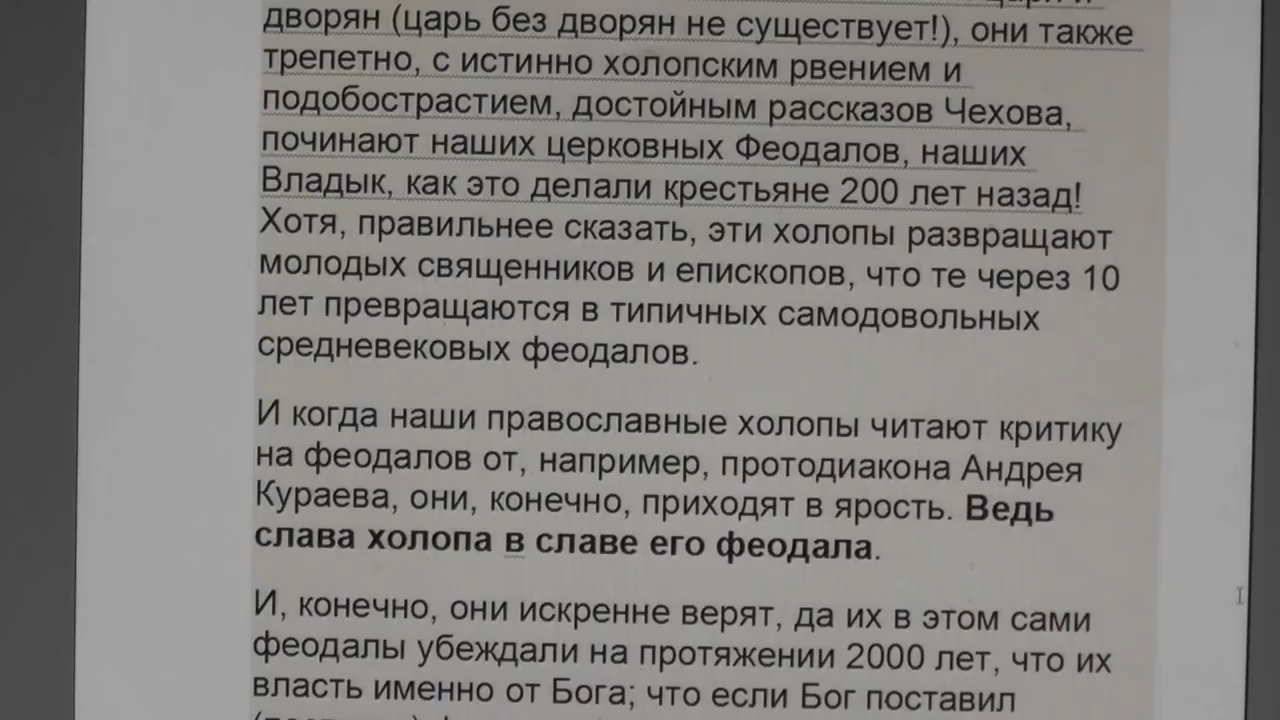 дворян (царь без дворян не существует!), они также
трепетно, с истинно холопским рвением и
подобострастием, достойным рассказов Чехова,
починают наших церковных Феодалов, наших
Владык, как это делали крестьяне 200 лет назад!
Хотя, правильнее сказать, эти холопы развращают
молодых священников и епископов, что те через 10
лет превращаются в типичных самодовольных
средневековых феодалов.
И когда наши православные холопы читают критику
на феодалов от, например, протодиакона Андрея
Кураева, они, конечно, приходят в ярость. Ведь
слава холопа в славе его феодала.
И, конечно, они искренне верят, да их в этом сами
феодалы убеждали на протяжении 2000 лет, что их
власть именно от Бога; что если Бог поставил